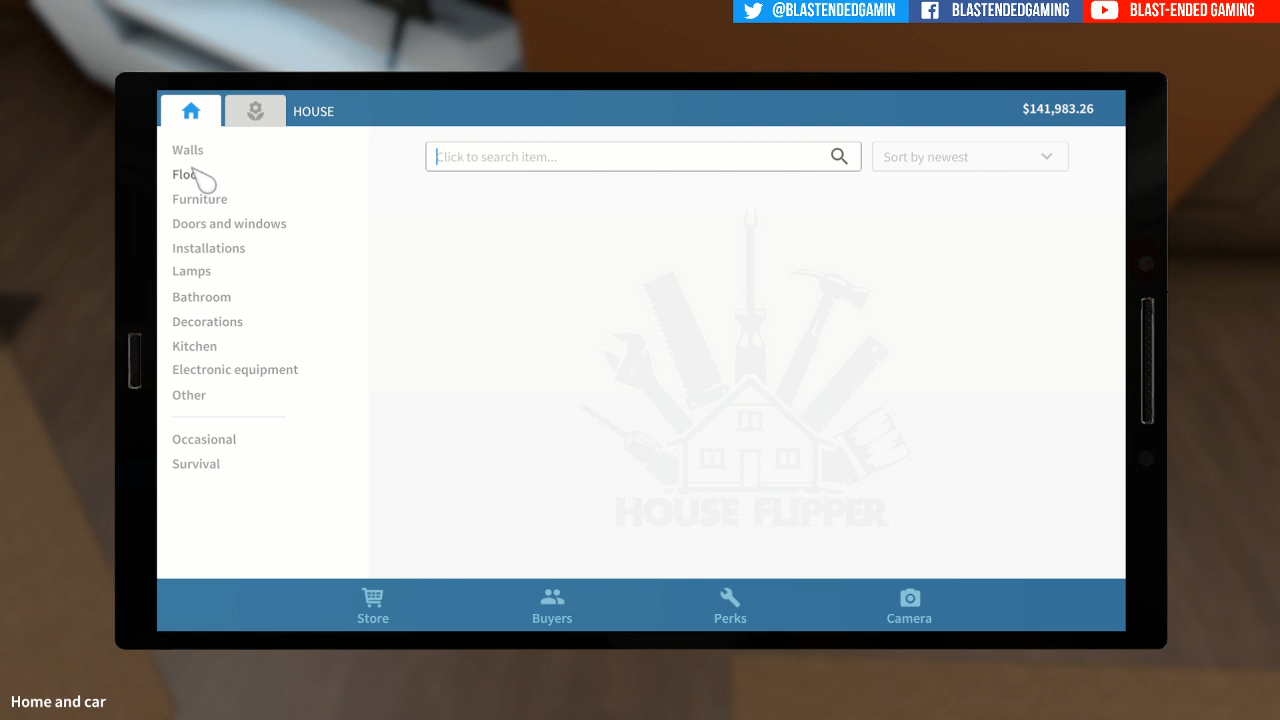 @BLASTENDEDGAMIN BLASTENDEDGAMING BLAST-ENDED GAMING
HOUSE
$141,983.26
Click to search item...
Sort by newest
Walls
Furniture
Doors and windows
Installations
Lamps
Bathroom
Decorations
Kitchen
Electronic equipment
Other
Occasional
Survival
HOUSE FLIPPER
Store
Buyers
Perks
Camera
Home and car